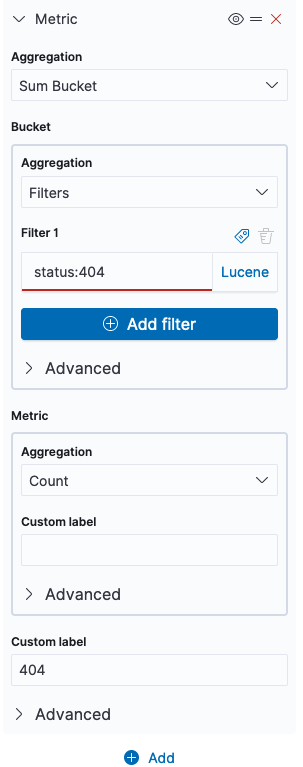 Metric
Aggregation
Sum Bucket
Bucket
Aggregation
Filters
Filter 1
status:404 Lucene
Add filter
Advanced
Metric
Aggregation
Count
Custom label
Advanced
Custom label
404
Advanced
Add